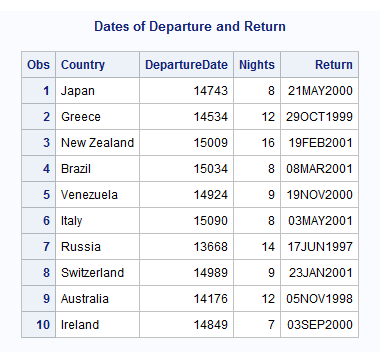 Dates of Departure and Return
Obs Country DepartureDate Nights Return
1 Japan 14743 8 21MAY2000
2 Greece 14534 12 29OCT1999
3 New Zealand 15009 16 19FEB2001
4 Brazil 15034 8 08MAR2001
5 Venezuela 14924 9 19NOV2000
6 Italy 15090 8 03MAY2001
7 Russia 13668 14 17JUN1997
8 Switzerland 14989 9 23JAN2001
9 Australia 14176 12 05NOV1998
10 Ireland 14849 7 03SEP2000